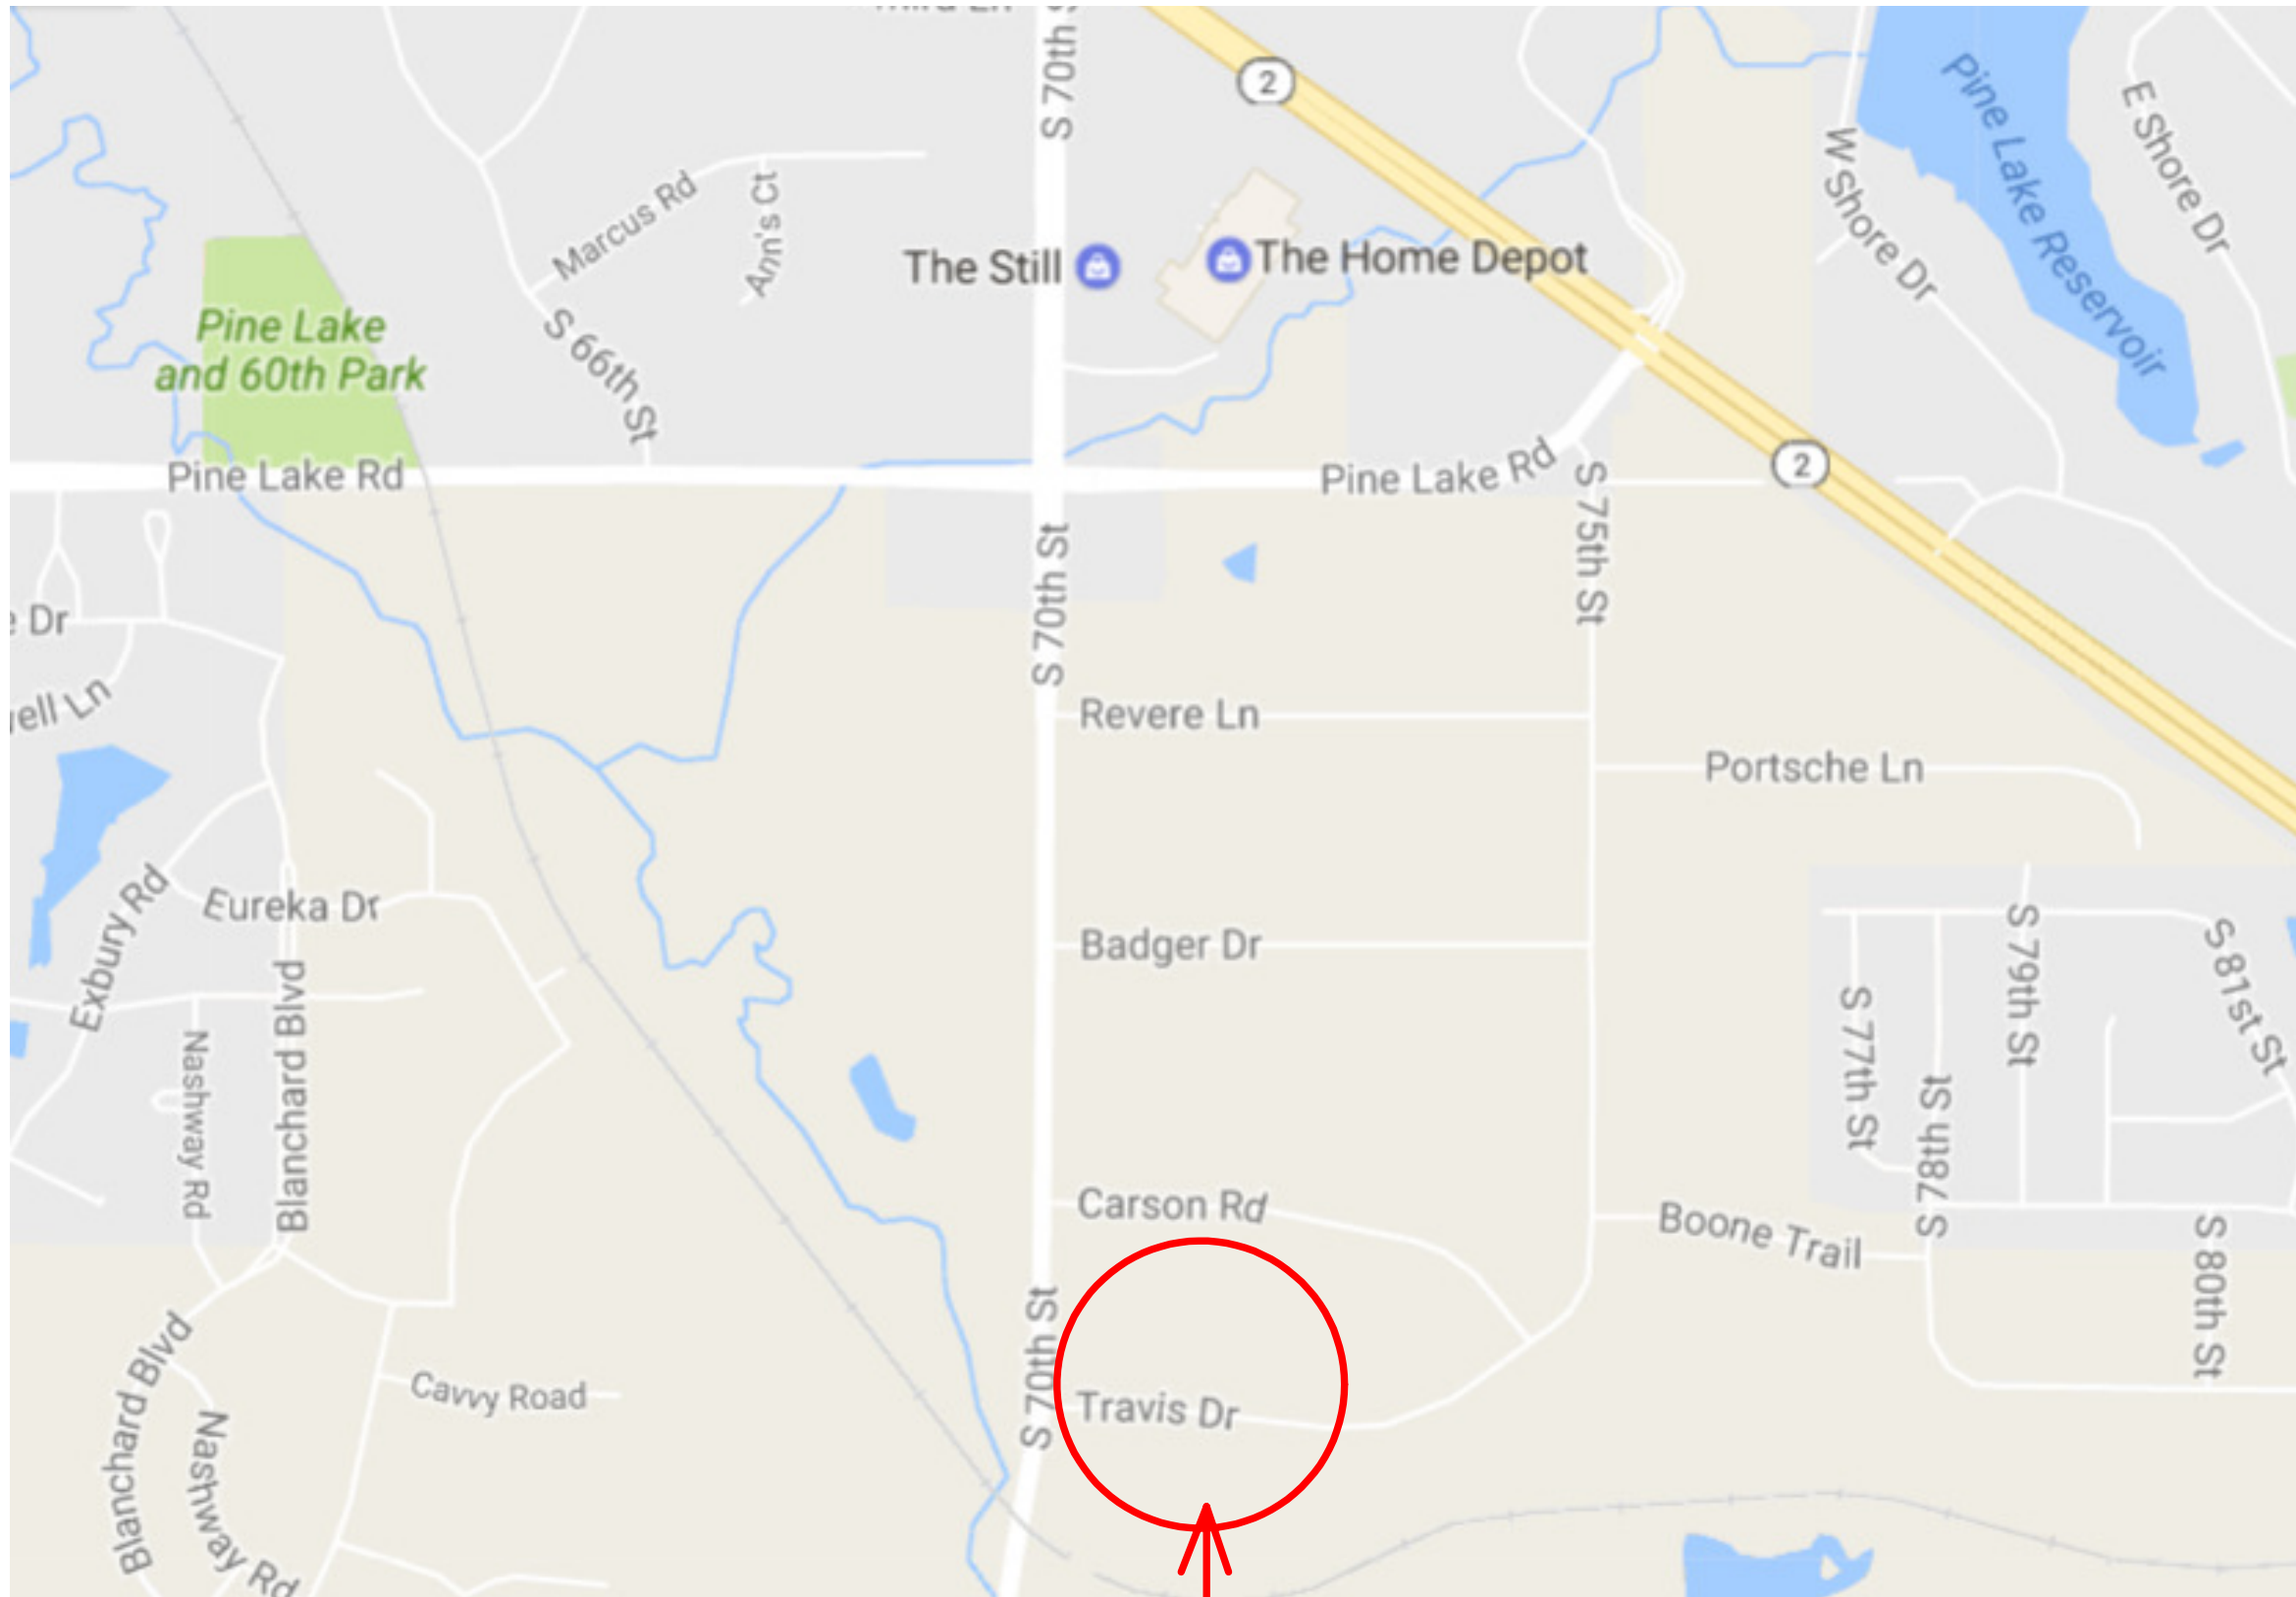 S 70th
2
Pine Lake Reservoir
E Shore Dr
W Shore Dr
Marcus Rd
Ann's Ct
The Still
The Home Depot
Pine Lake
and 60th Park
S 66th St
Pine Lake Rd
Pine Lake Rd
2
S 75th St
S 70th St
Dr
Ln
Revere Ln
Portsche Ln
Exbury Rd
Eureka Dr
Badger Dr
S 79th St
S 81st St
S 77th St
S 78th St
Nashway Rd
Blanchard Blvd
Carson Rd
Boone Trail
S 80th St
S 70th St
Blanchard Blvd
Cavvy Road
Travis Dr
Nashway Rd